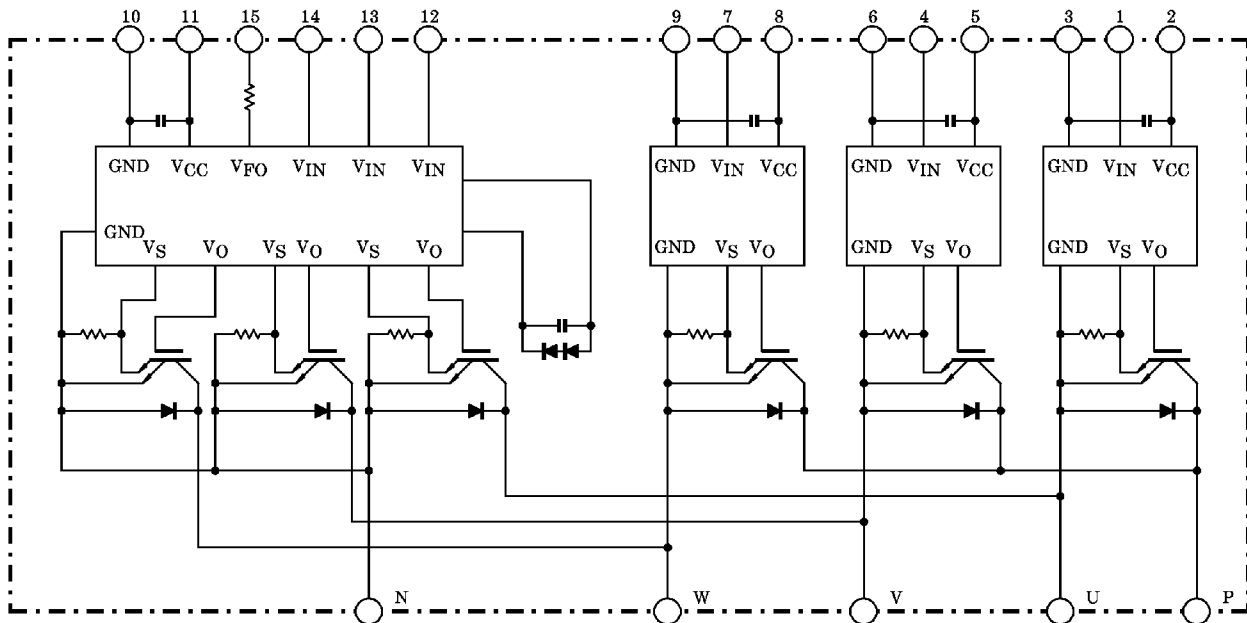 10 11 15 14 13 12 9 7 8 6 4 5 3 1 2
GND VCC VFO VIN VIN VIN GND VIN VCC GND VIN VCC GND VIN VCC
GND VS VO VS VO VS VO GND VS VO GND VS VO GND VS VO
N W V U P